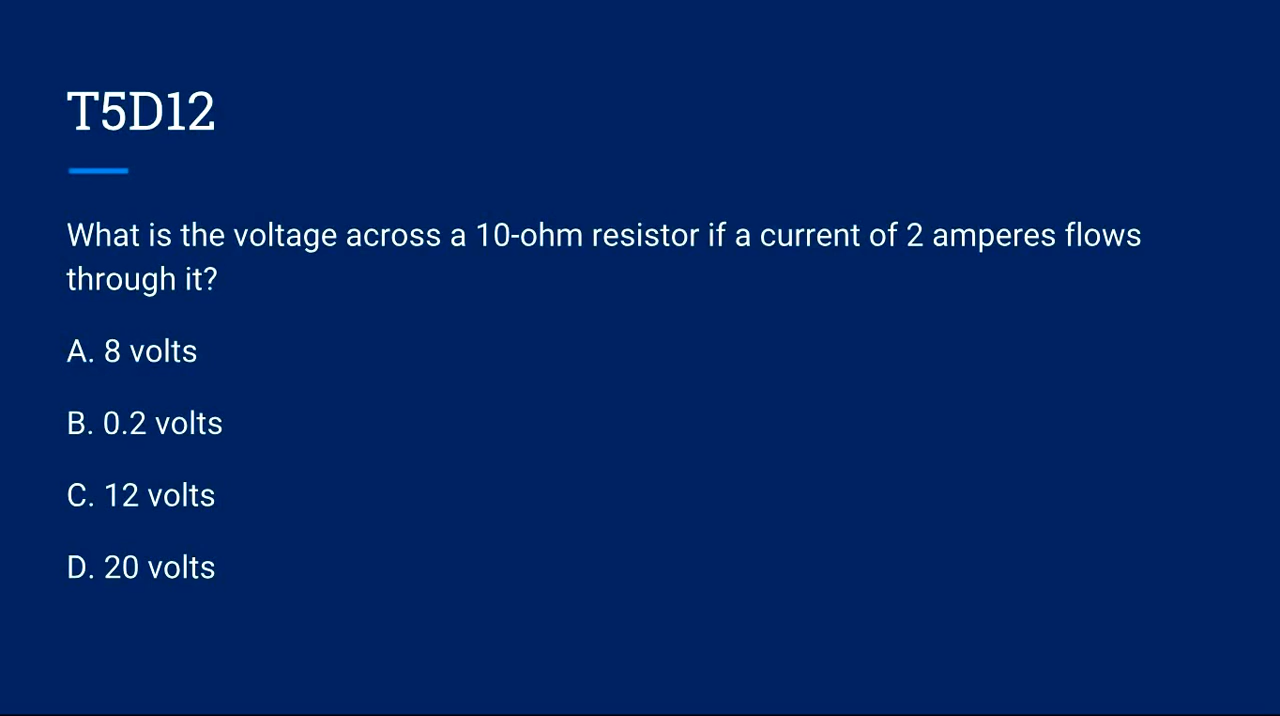 T5D12
What is the voltage across a 10-ohm resistor if a current of 2 amperes flows
through it?
A. 8 volts
B. 0.2 volts
C. 12 volts
D. 20 volts